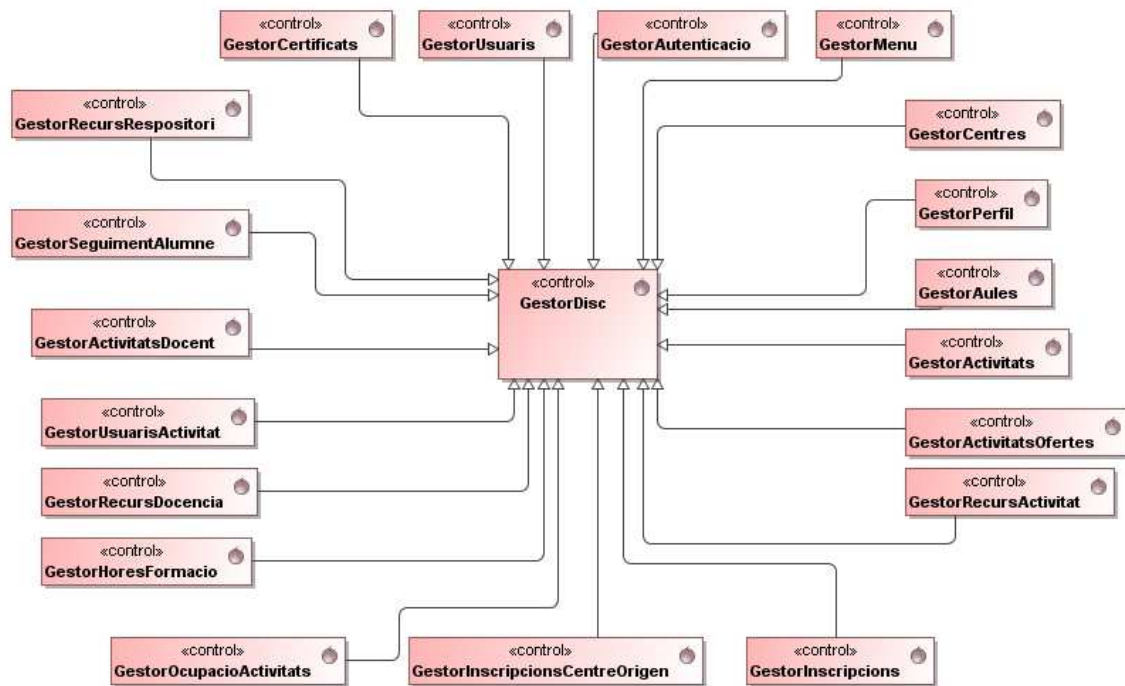 «control»
GestorCertificats
«control»
GestorUsuaris
«control»
GestorAutenticacio
«control»
GestorMenu
«control»
GestorRecursRespositori
«control»
GestorCentres
«control»
GestorPerfil
«control»
GestorSeguimentAlumne
«control»
GestorDisc
«control»
GestorAules
«control»
GestorActivitatsDocent
«control»
GestorActivitats
«control»
GestorUsuarisActivitat
«control»
GestorActivitatsOfertes
«control»
GestorRecursDocencia
«control»
GestorRecursActivitat
«control»
GestorHoresFormacio
«control»
GestorOcupacioActivitats
«control»
GestorInscripcionsCentreOrigen
«control»
GestorInscripcions